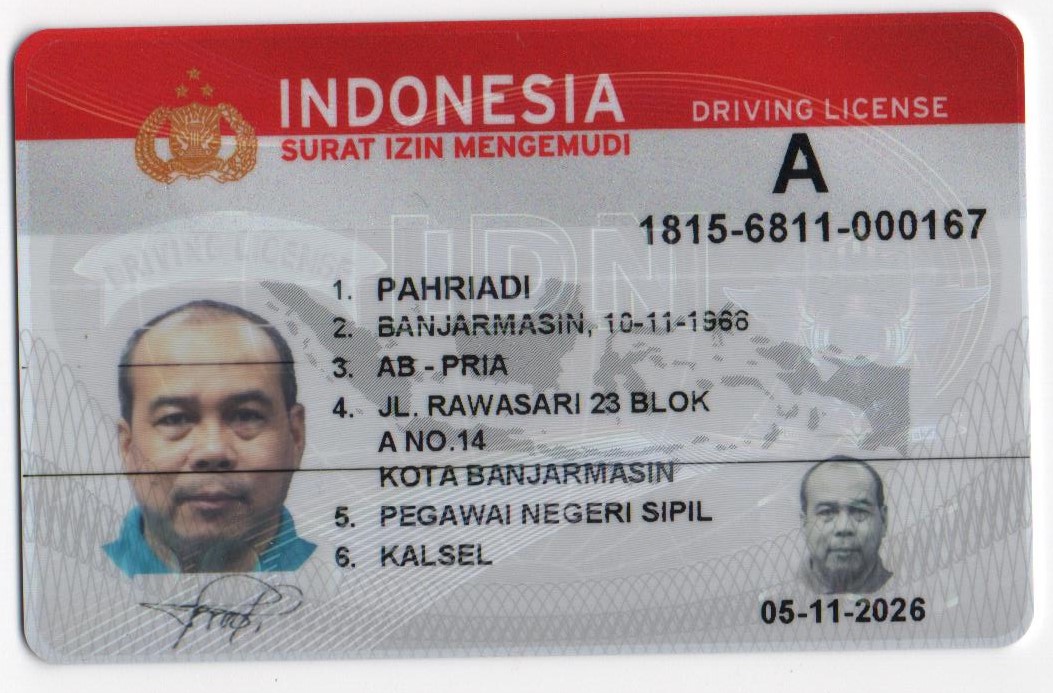 INDONESIA
SURAT IZIN MENGEMUDI
DRIVING LICENSE
A
1815-6811-000167
DRIVING LICENSE
IDN
1. PAHRIADI
2. BANJARMASIN, 10-11-1968
3. AB - PRIA
4. JL. RAWASARI 23 BLOK
A NO.14
KOTA BANJARMASIN
5. PEGAWAI NEGERI SIPIL
6. KALSEL
05-11-2026